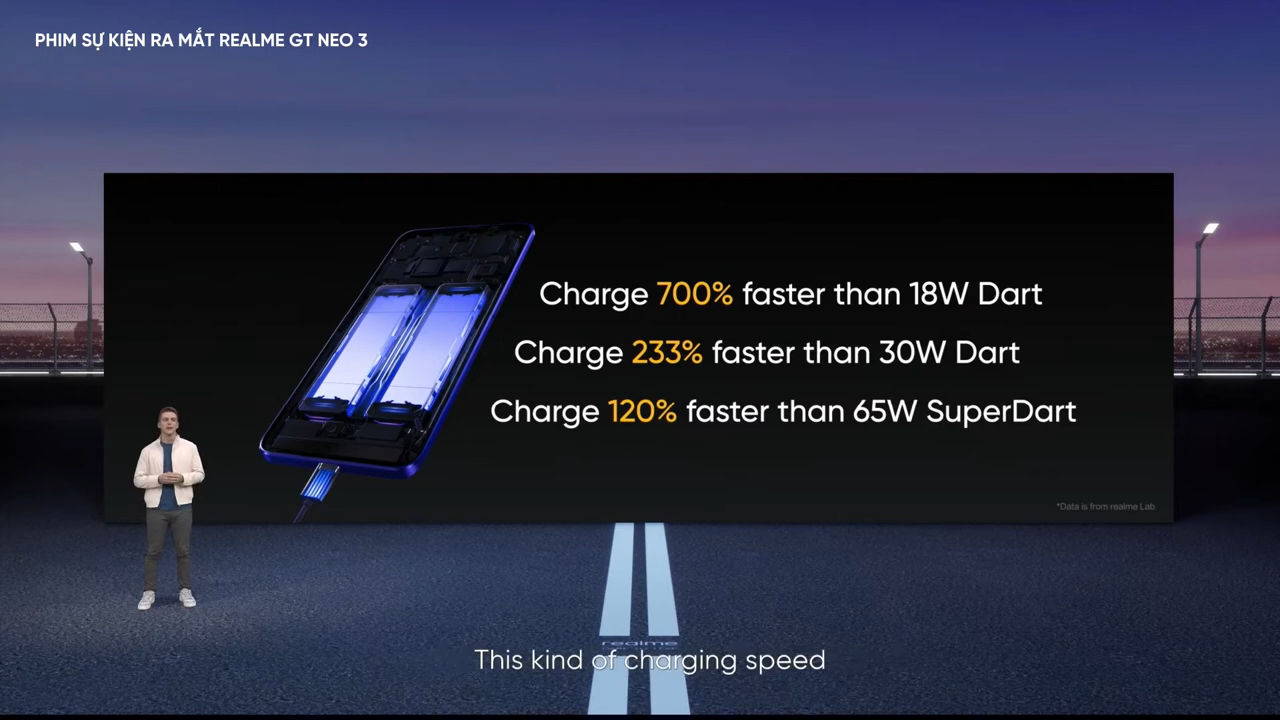 PHIM SỰ KIỆN RA MẮT REALME GT NEO 3
Charge 700% faster than 18W Dart
Charge 233% faster than 30W Dart
Charge 120% faster than 65W SuperDart
*Data is from realme Lab
realme
This kind of charging speed